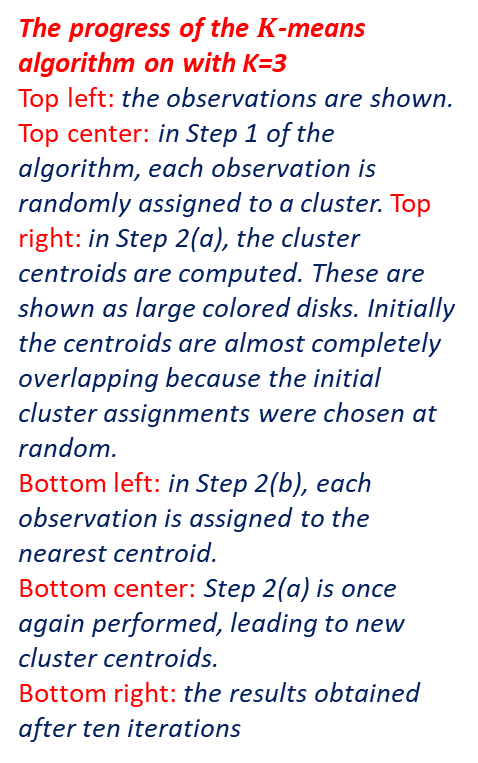 The progress of the K-means
algorithm on with K=3
Top left: the observations are shown.
Top center: in Step 1 of the
algorithm, each observation is
randomly assigned to a cluster. Top
right: in Step 2(a), the cluster
centroids are computed. These are
shown as large colored disks. Initially
the centroids are almost completely
overlapping because the initial
cluster assignments were chosen at
random.
Bottom left: in Step 2(b), each
observation is assigned to the
nearest centroid.
Bottom center: Step 2(a) is once
again performed, leading to new
cluster centroids.
Bottom right: the results obtained
after ten iterations